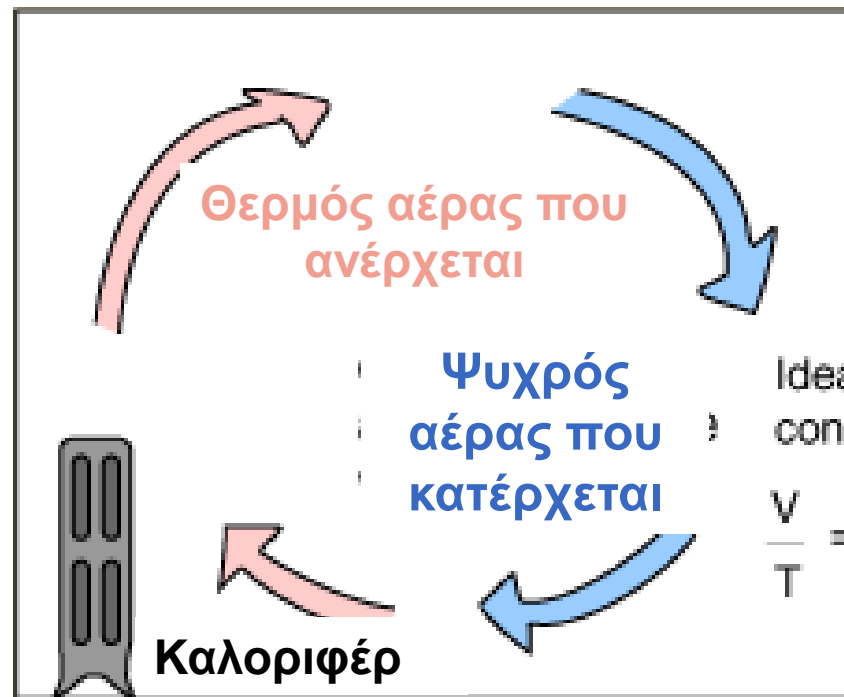 Θερμός αέρας που
ανέρχεται
Ψυχρός
αέρας που
κατέρχεται
V
T
=
Καλοριφέρ